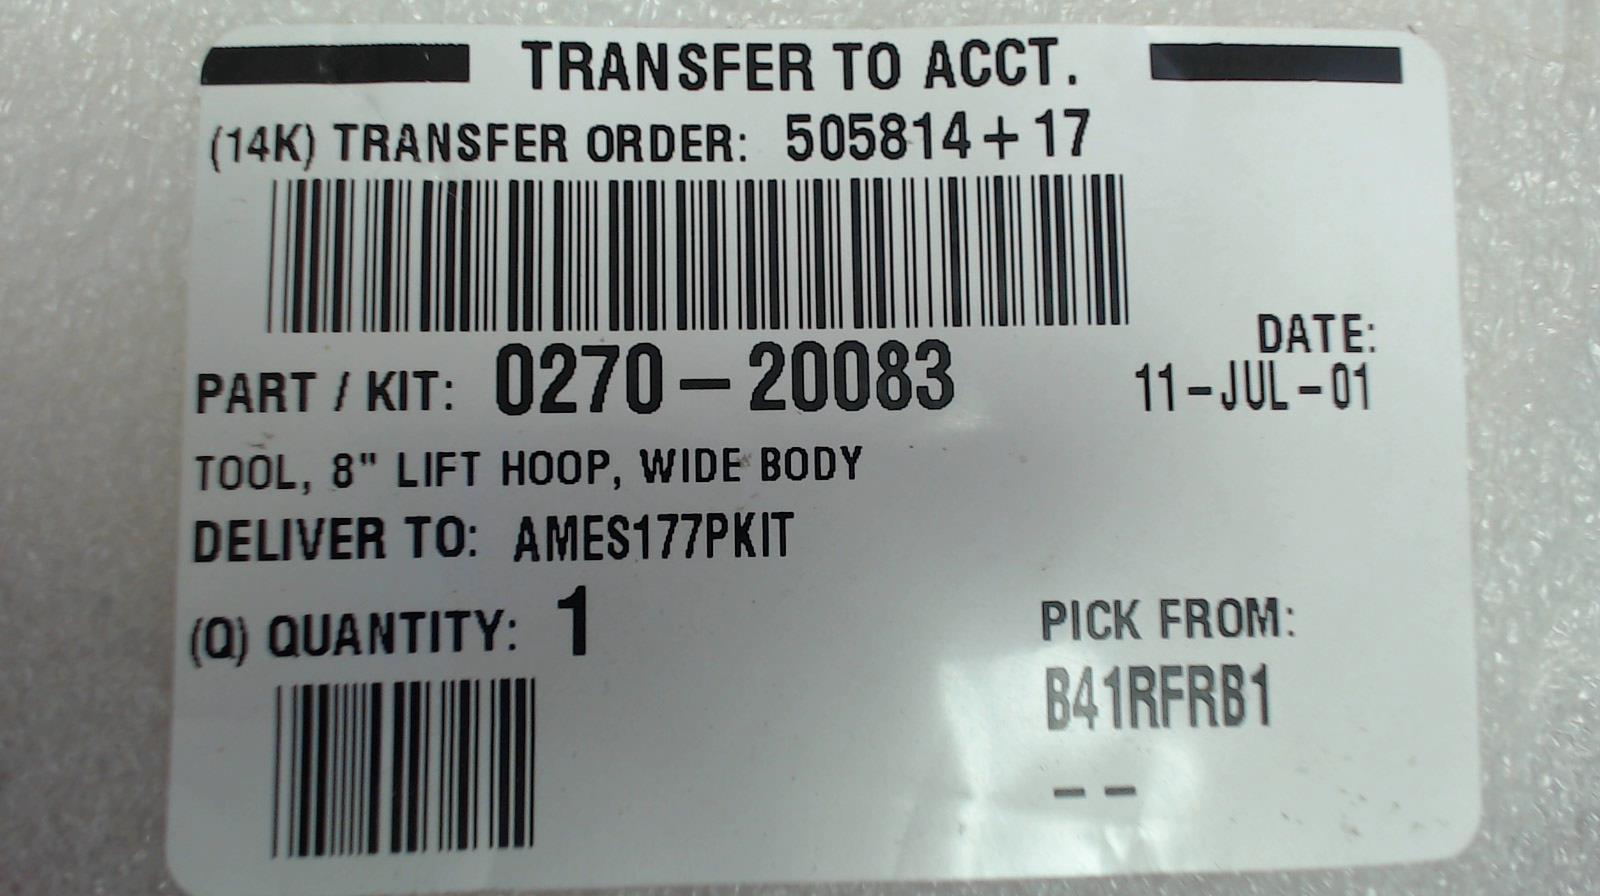 TRANSFER TO ACCT.
(14K) TRANSFER ORDER: 505814+17
PART / KIT: 0270-20083
DATE:
11-JUL-01
TOOL, 8" LIFT HOOP, WIDE BODY
DELIVER TO: AMES177PKIT
(Q) QUANTITY: 1
PICK FROM:
B41RFRB1
- -